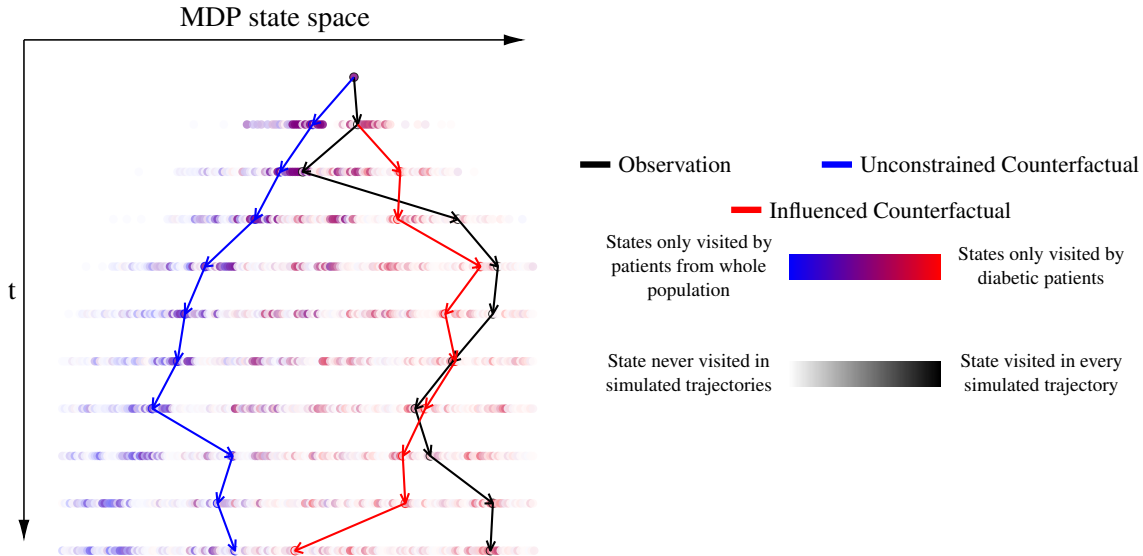 MDP state space
t
Observation
Unconstrained Counterfactual
Influenced Counterfactual
States only visited by
patients from whole
population
States only visited by
diabetic patients
State never visited in
simulated trajectories
State visited in every
simulated trajectory